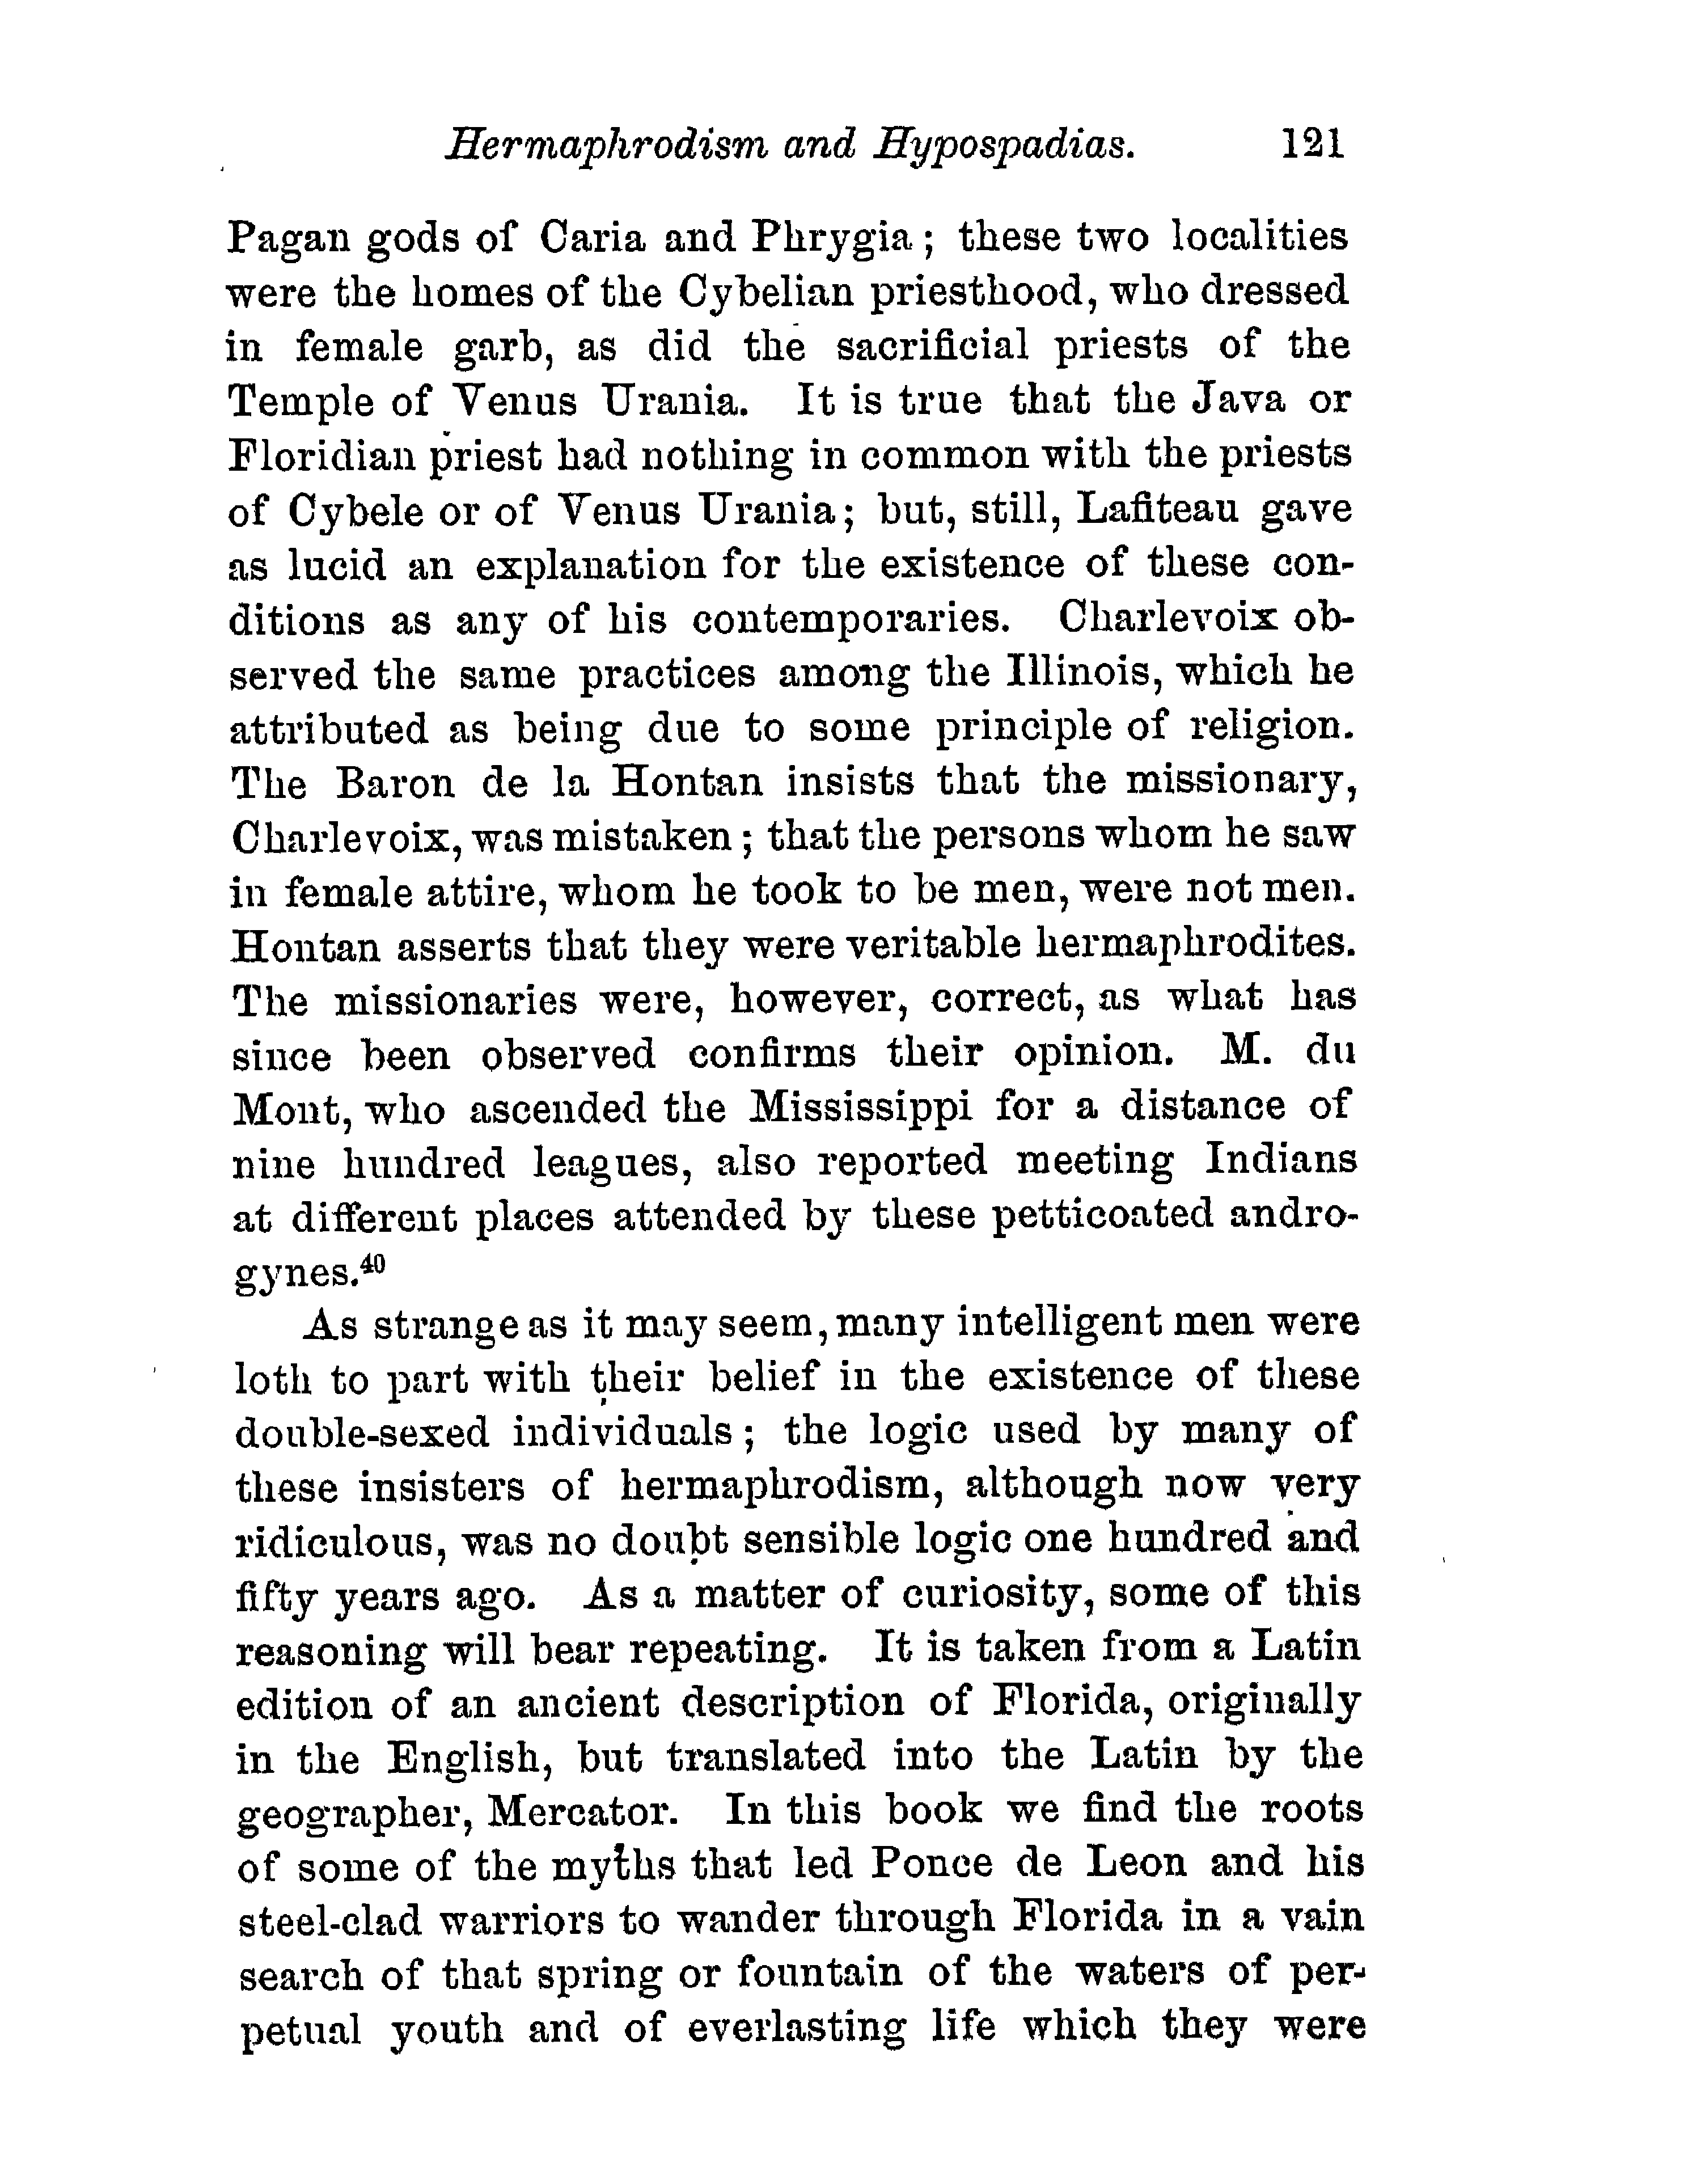 Hermaphrodism and Hypospadias. 121
Pagan gods of Caria and Phrygia; these two localities
were the homes of the Cybelian priesthood, who dressed
in female garb, as did the sacrificial priests of the
Temple of Venus Urania. It is true that the Java or
Floridian priest had nothing in common with the priests
of Cybele or of Venus Urania; but, still, Lafiteau gave
as lucid an explanation for the existence of these con-
ditions as any of his contemporaries. Charlevoix ob-
served the same practices among the Illinois, which he
attributed as being due to some principle of religion.
The Baron de la Hontan insists that the missionary,
Charlevoix, was mistaken; that the persons whom he saw
in female attire, whom he took to be men, were not men.
Hontan asserts that they were veritable hermaphrodites.
The missionaries were, however, correct, as what has
since been observed confirms their opinion. M. du
Mont, who ascended the Mississippi for a distance of
nine hundred leagues, also reported meeting Indians
at different places attended by these petticoated andro-
gynes.⁴⁰
As strange as it may seem, many intelligent men were
loth to part with their belief in the existence of these
double-sexed individuals; the logic used by many of
these insisters of hermaphrodism, although now very
ridiculous, was no doubt sensible logic one hundred and
fifty years ago. As a matter of curiosity, some of this
reasoning will bear repeating. It is taken from a Latin
edition of an ancient description of Florida, originally
in the English, but translated into the Latin by the
geographer, Mercator. In this book we find the roots
of some of the myths that led Ponce de Leon and his
steel-clad warriors to wander through Florida in a vain
search of that spring or fountain of the waters of per-
petual youth and of everlasting life which they were